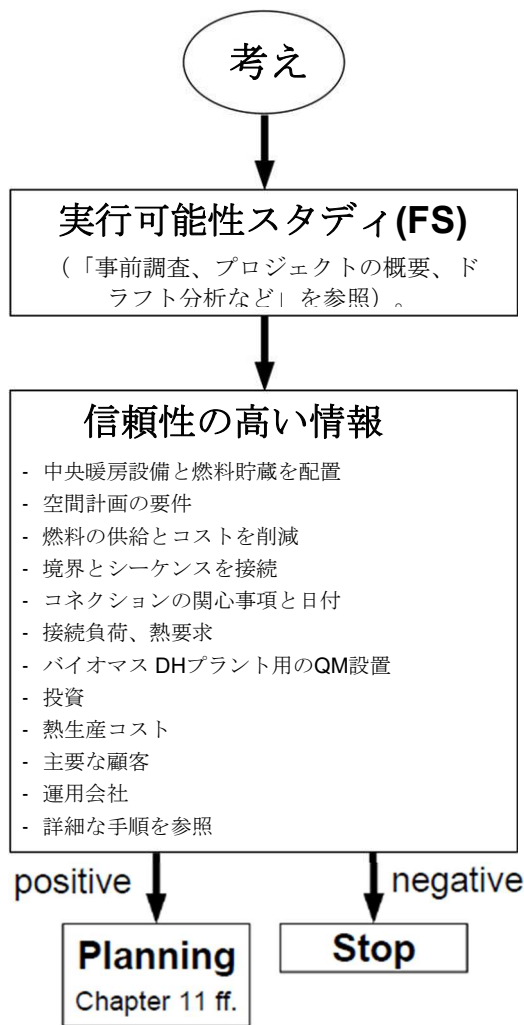 考え
実行可能性スタディ(FS)
（「事前調査、プロジェクトの概要、ド
ラフト分析など」を参照）。
信頼性の高い情報
- 中央暖房設備と燃料貯蔵を配置
- 空間計画の要件
- 燃料の供給とコストを削減
- 境界とシーケンスを接続
- コネクションの関心事項と日付
- 接続負荷、熱要求
- バイオマス DHプラント用のQM設置
- 投資
- 熱生産コスト
- 主要な顧客
- 運用会社
- 詳細な手順を参照
positive
negative
Planning
Chapter 11 ff.
Stop